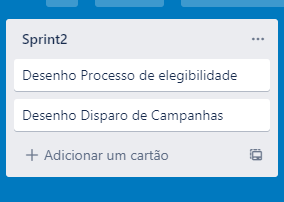 Sprint2
Desenho Processo de elegibilidade
Desenho Disparo de Campanhas
Adicionar um cartão